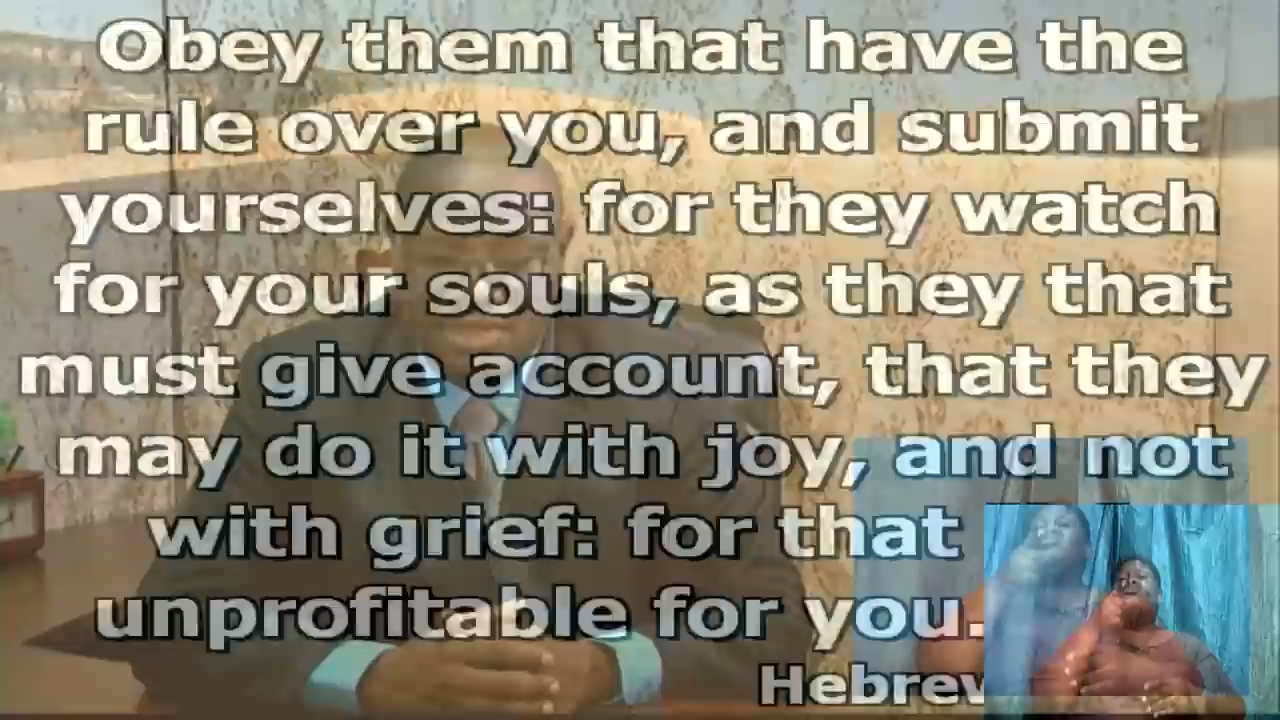 Obey them that have the
rule over you, and submit
yourselves: for they watch
for your souls, as they that
must give account, that they
may do it with joy, and not
with grief: for that
unprofitable for you.